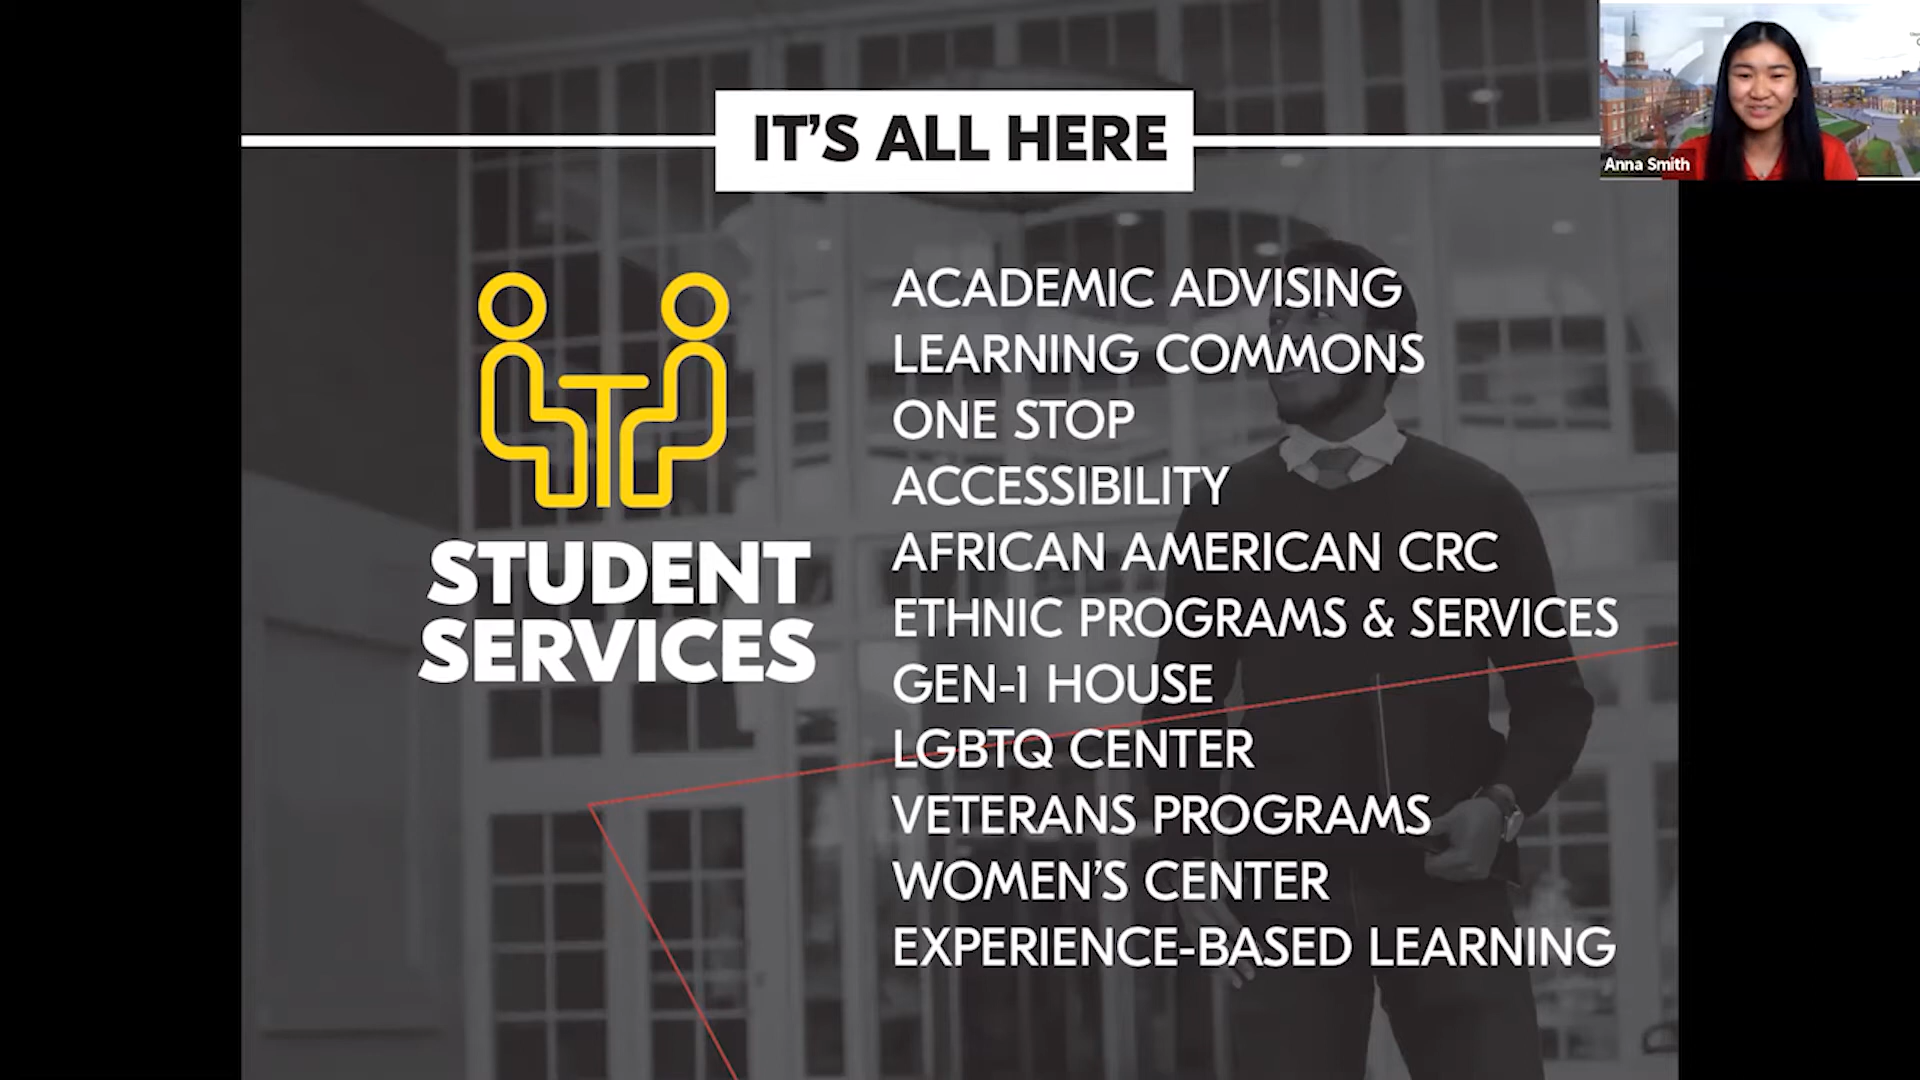 IT'S ALL HERE
Anna Smith
STUDENT
SERVICES
ACADEMIC ADVISING
LEARNING COMMONS
ONE STOP
ACCESSIBILITY
AFRICAN AMERICAN CRC
ETHNIC PROGRAMS & SERVICES
GEN-1 HOUSE
LGBTQ CENTER
VETERANS PROGRAMS
WOMEN'S CENTER
EXPERIENCE-BASED LEARNING